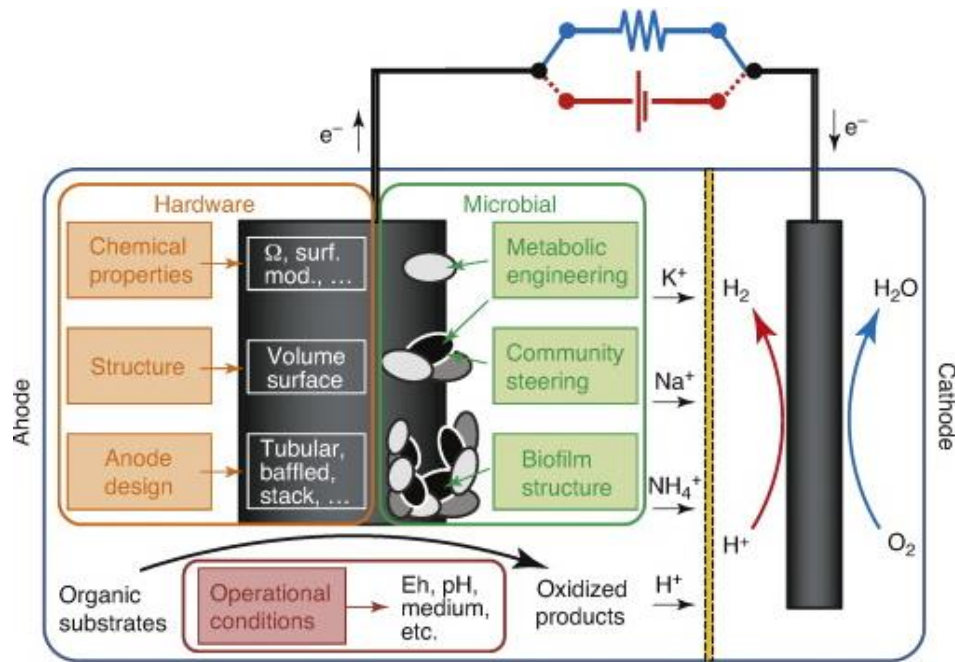 e⁻
e⁻
Hardware
Microbial
Chemical
properties
Ω, surf.
mod., ...
Metabolic
engineering
K⁺
H₂
H₂O
Structure
Volume
surface
Community
steering
Na⁺
Anode
Cathode
Anode
design
Tubular,
baffled,
stack, ...
Biofilm
structure
NH₄⁺
H⁺
O₂
Organic
substrates
Operational
conditions
Eh, pH,
medium,
etc.
Oxidized
products
H⁺